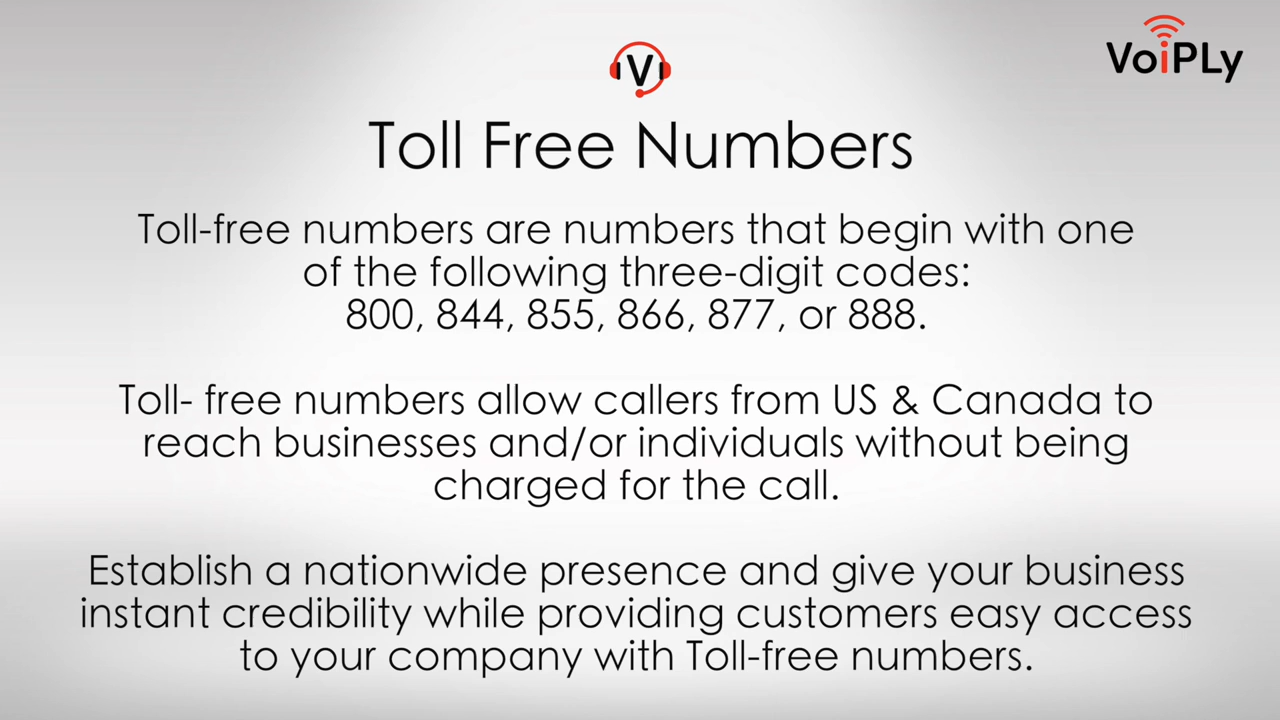 VoiPLy
V
Toll Free Numbers
Toll-free numbers are numbers that begin with one
of the following three-digit codes:
800, 844, 855, 866, 877, or 888.
Toll- free numbers allow callers from US & Canada to
reach businesses and/or individuals without being
charged for the call.
Establish a nationwide presence and give your business
instant credibility while providing customers easy access
to your company with Toll-free numbers.